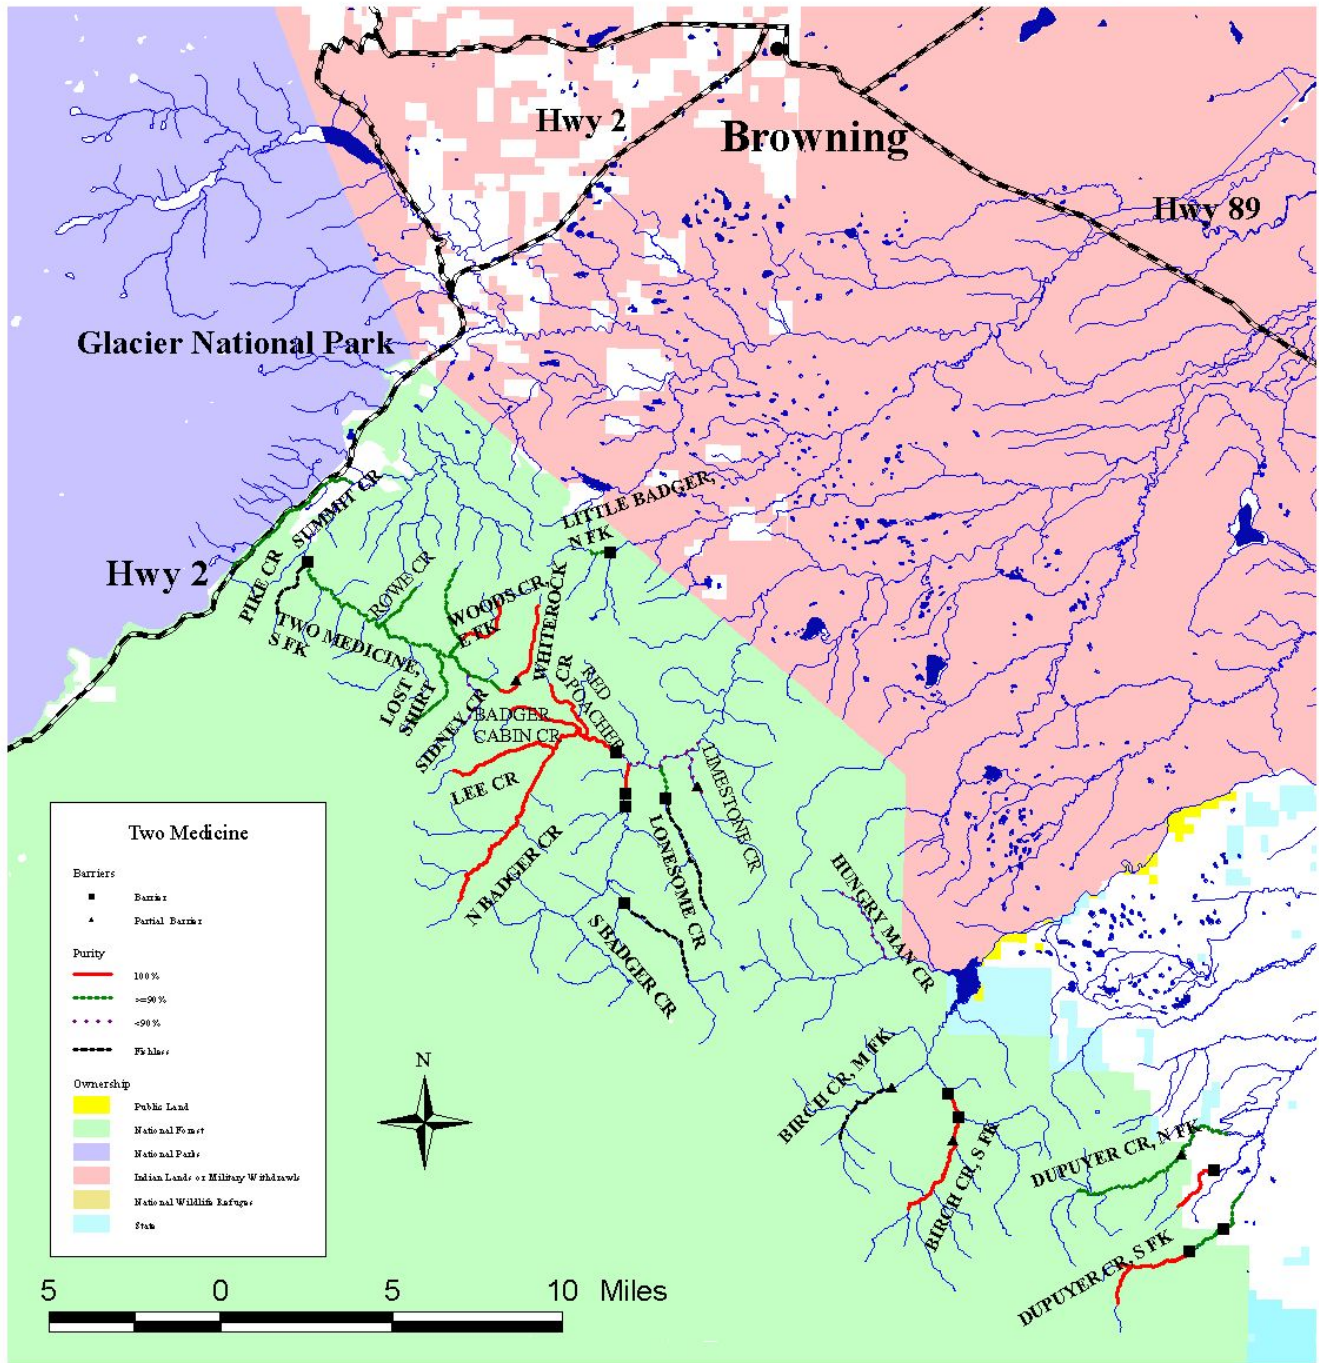 Hwy 2
Browning
Hwy 89
Glacier National Park
SUMMIT CR
LITTLE BADGER,
N FK
Hwy 2
PIKE CR
ROWE CR
WOODS CR,
E FK
WHITEROCK
CR
TWO MEDICINE,
S FK
LOST
SHIRT
SIDNEY CR
RED
POACHER
BADGER
CABIN CR
LEE CR
LIMESTONE CR
LONESOME CR
N BADGER CR
S BADGER CR
HUNGRY MAN CR
BIRCH CR, M FK
BIRCH CR, S FK
DUPUYER CR, N FK
DUPUYER CR, S FK
Two Medicine
Barriers
Barrier
Partial Barrier
Purity
100%
>=90%
<90%
Fishless
Ownership
Public Land
National Forest
National Parks
Indian Lands or Military Withdrawls
National Wildlife Refuges
State
N
5 0 5 10 Miles